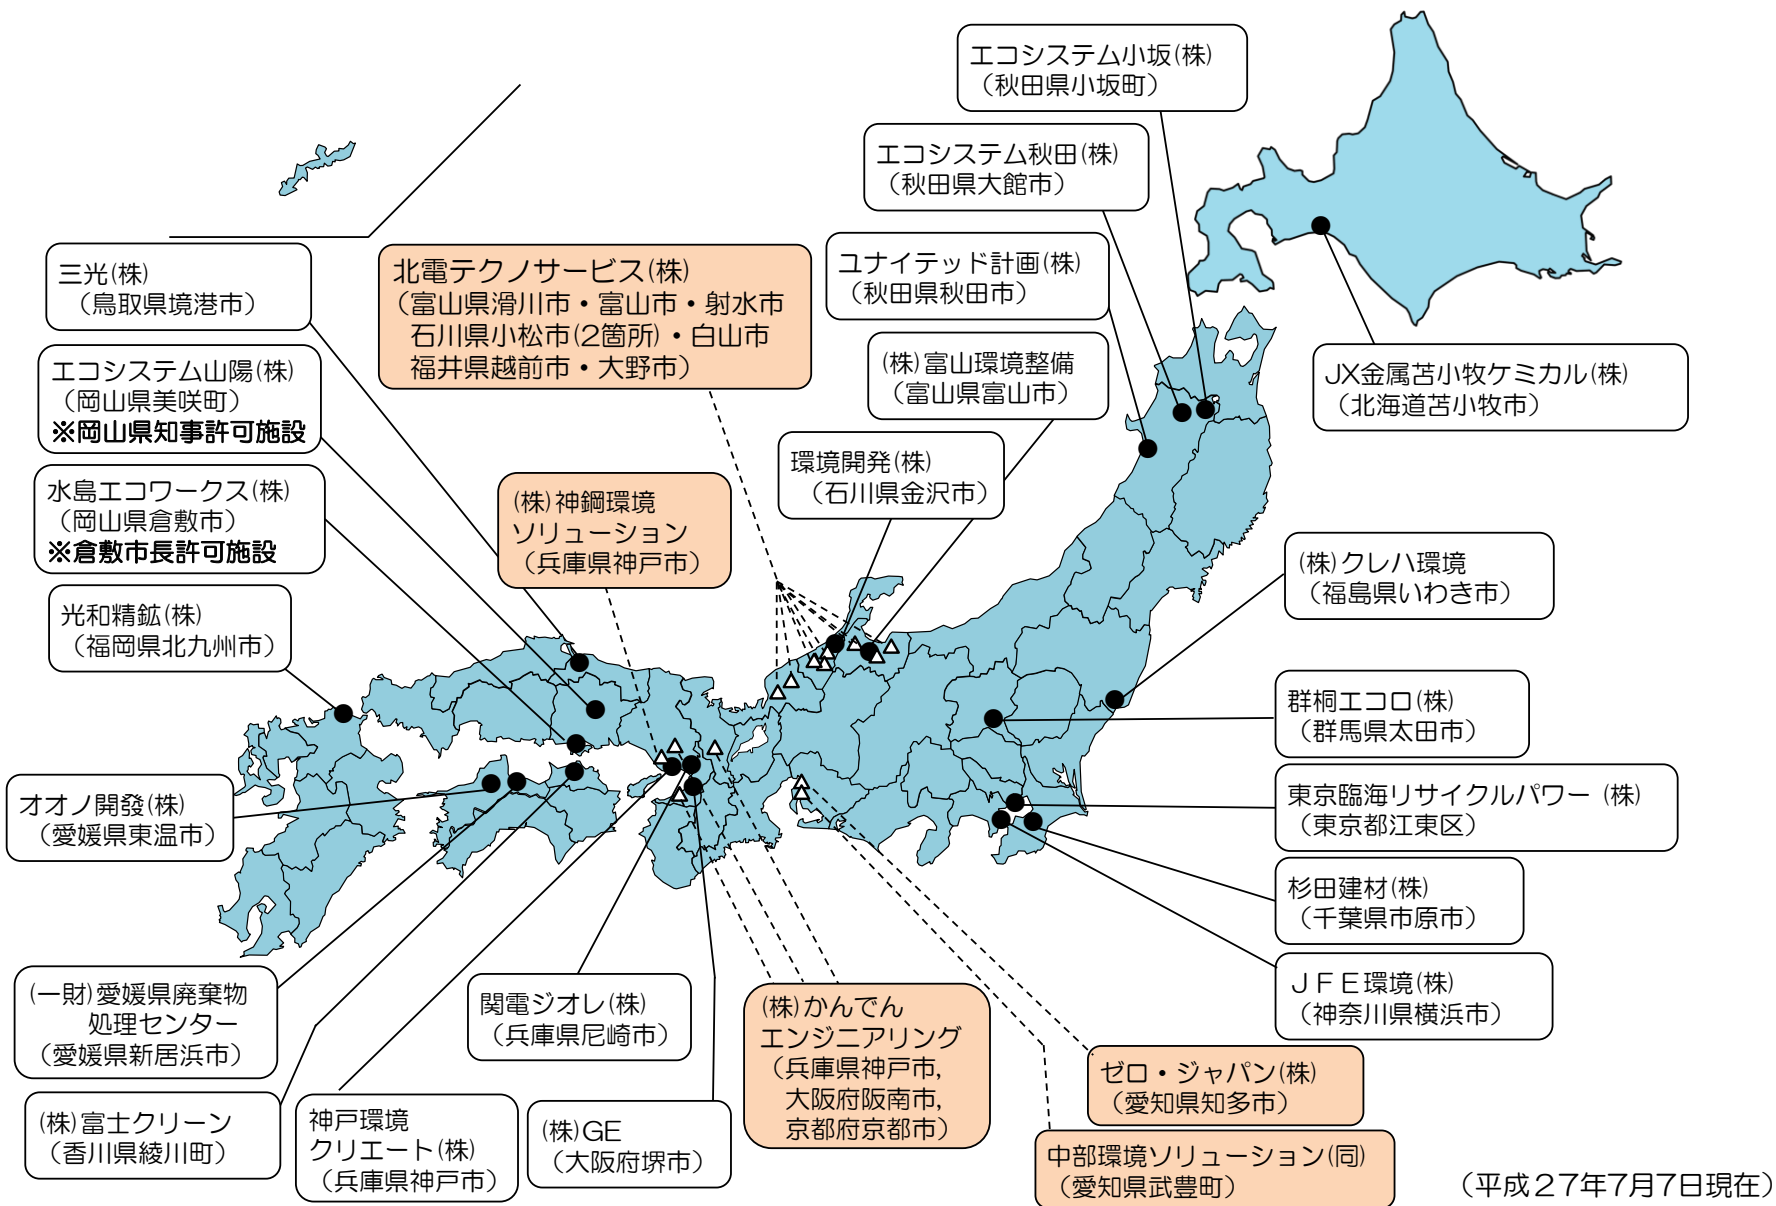 エコシステム小坂(株)
（秋田県小坂町）
エコシステム秋田(株)
（秋田県大館市）
ユナイテッド計画(株)
（秋田県秋田市）
三光(株)
（鳥取県境港市）
北電テクノサービス(株)
（富山県滑川市・富山市・射水市
石川県小松市(2箇所)・白山市
福井県越前市・大野市）
(株)富山環境整備
（富山県富山市）
JX金属苫小牧ケミカル(株)
（北海道苫小牧市）
エコシステム山陽(株)
（岡山県美咲町）
※岡山県知事許可施設
環境開発(株)
（石川県金沢市）
水島エコワークス(株)
（岡山県倉敷市）
※倉敷市長許可施設
(株)神鋼環境
ソリューション
（兵庫県神戸市）
(株)クレハ環境
（福島県いわき市）
光和精鉱(株)
（福岡県北九州市）
群桐エコロ(株)
（群馬県太田市）
オオノ開發(株)
（愛媛県東温市）
東京臨海リサイクルパワー(株)
（東京都江東区）
杉田建材(株)
（千葉県市原市）
ＪＦＥ環境(株)
（神奈川県横浜市）
(一財)愛媛県廃棄物
処理センター
（愛媛県新居浜市）
関電ジオレ(株)
（兵庫県尼崎市）
(株)かんでん
エンジニアリング
（兵庫県神戸市,
大阪府阪南市,
京都府京都市）
ゼロ・ジャパン(株)
（愛知県知多市）
(株)富士クリーン
（香川県綾川町）
神戸環境
クリエート(株)
（兵庫県神戸市）
(株)GE
（大阪府堺市）
中部環境ソリューション(同)
（愛知県武豊町）
（平成27年7月7日現在）